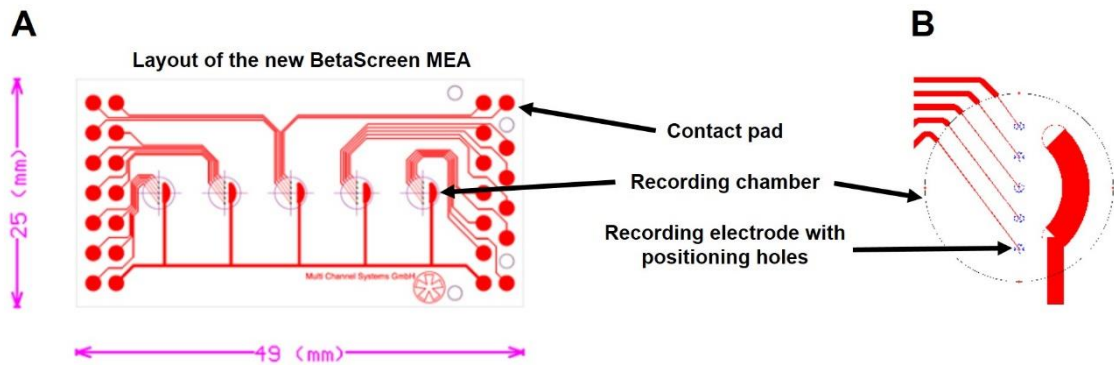 A
B
Layout of the new BetaScreen MEA
25 (mm)
49 (mm)
Multi Channel Systems GmbH
Contact pad
Recording chamber
Recording electrode with
positioning holes